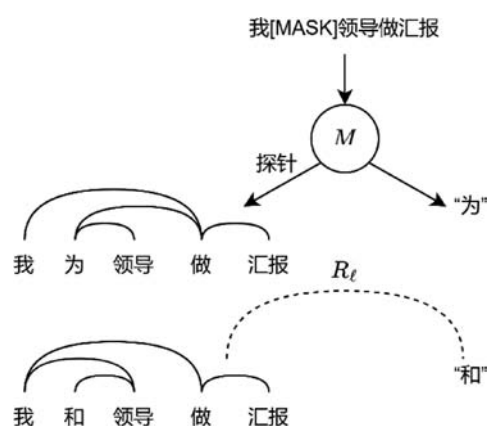 我[MASK]领导做汇报
M
探针
“为”
我 为 领导 做 汇报
Rℓ
“和”
我 和 领导 做 汇报